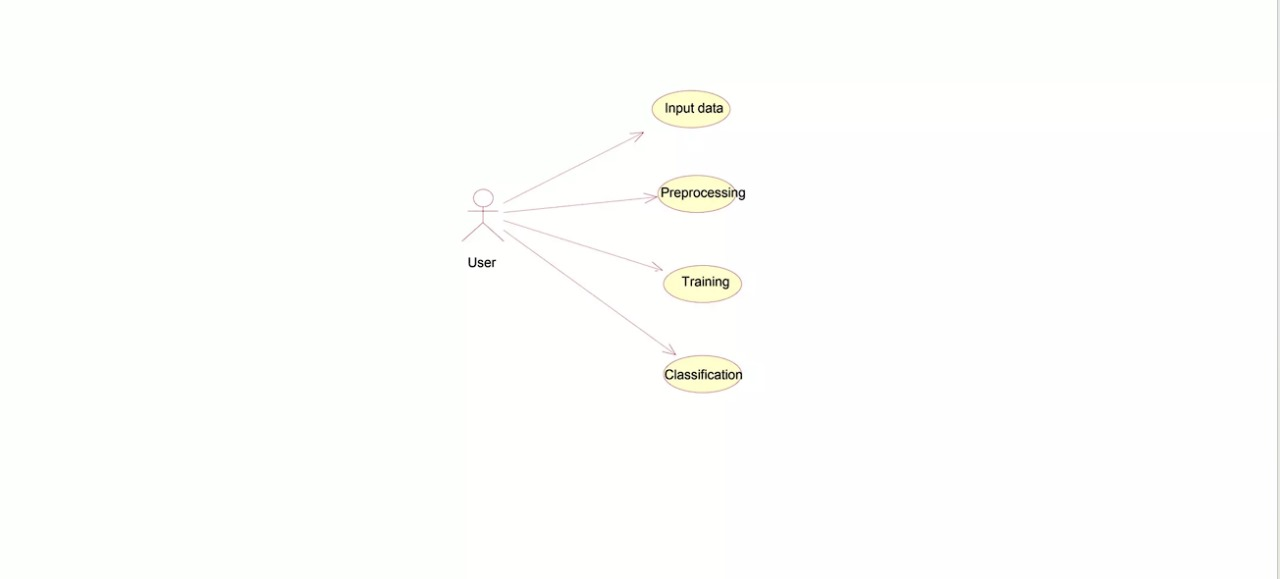 Input data
Preprocessing
User
Training
Classification